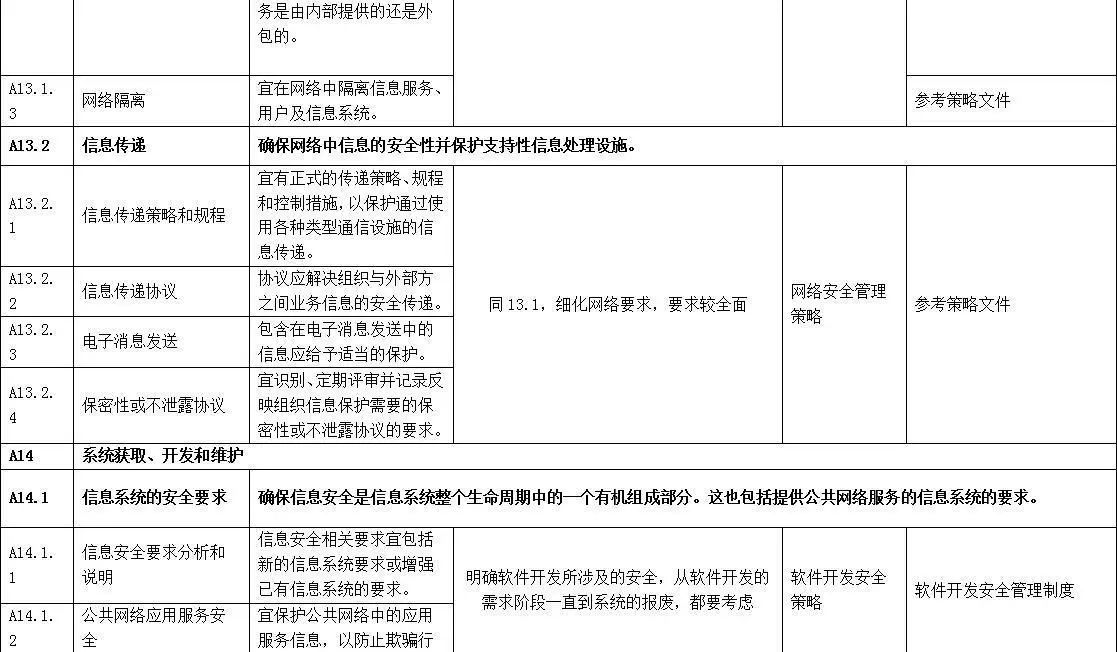 务是由内部提供的还是外
包的。
A13.1.
3
网络隔离
宜在网络中隔离信息服务、
用户及信息系统。
参考策略文件
A13.2
信息传递
确保网络中信息的安全性并保护支持性信息处理设施。
A13.2.
1
信息传递策略和规程
宜有正式的传递策略、规程
和控制措施，以保护通过使
用各种类型通信设施的信
息传递。
A13.2.
2
信息传递协议
协议应解决组织与外部方
之间业务信息的安全传递。
A13.2.
3
电子消息发送
包含在电子消息发送中的
信息应给予适当的保护。
A13.2.
4
保密性或不泄露协议
宜识别、定期评审并记录反
映组织信息保护需要的保
密性或不泄露协议的要求。
同 13.1，细化网络要求，要求较全面
网络安全管理
策略
参考策略文件
A14
系统获取、开发和维护
A14.1
信息系统的安全要求
确保信息安全是信息系统整个生命周期中的一个有机组成部分。这也包括提供公共网络服务的信息系统的要求。
A14.1.
1
信息安全要求分析和
说明
信息安全相关要求宜包括
新的信息系统要求或增强
已有信息系统的要求。
A14.1.
2
公共网络应用服务安
全
宜保护公共网络中的应用
服务信息，以防止欺骗行
明确软件开发所涉及的安全，从软件开发的
需求阶段一直到系统的报废，都要考虑
软件开发安全
策略
软件开发安全管理制度